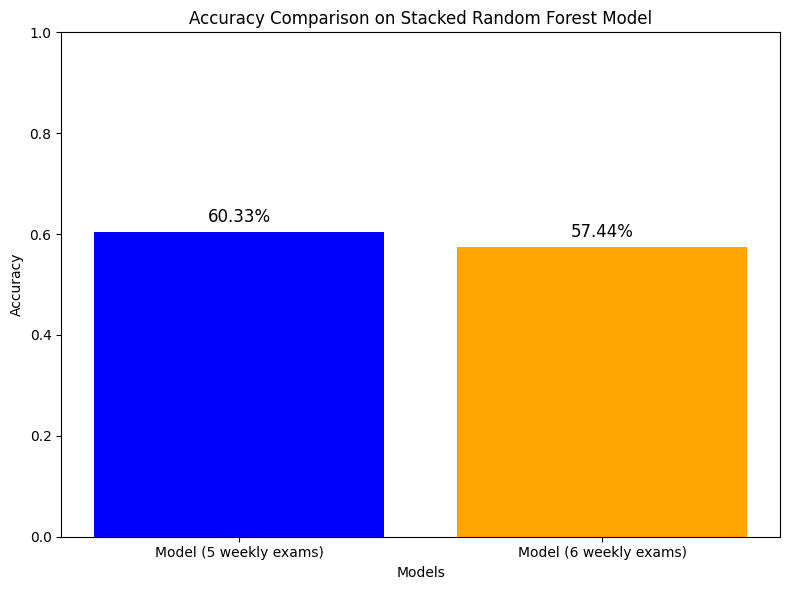 Accuracy Comparison on Stacked Random Forest Model
1.0
0.8
0.6
0.4
0.2
0.0
Accuracy
60.33%
57.44%
Model (5 weekly exams)
Model (6 weekly exams)
Models